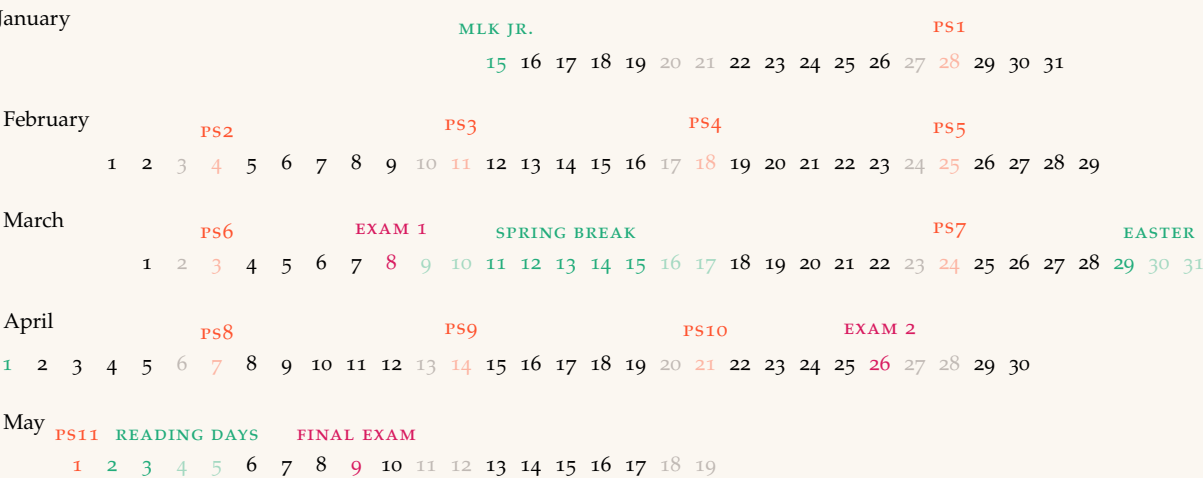 January
MLK JR. PS1
15 16 17 18 19 20 21 22 23 24 25 26 27 28 29 30 31
February
PS2 PS3 PS4 PS5
1 2 3 4 5 6 7 8 9 10 11 12 13 14 15 16 17 18 19 20 21 22 23 24 25 26 27 28 29
March
PS6 EXAM 1 SPRING BREAK PS7 EASTER
1 2 3 4 5 6 7 8 9 10 11 12 13 14 15 16 17 18 19 20 21 22 23 24 25 26 27 28 29 30 31
April
PS8 PS9 PS10 EXAM 2
1 2 3 4 5 6 7 8 9 10 11 12 13 14 15 16 17 18 19 20 21 22 23 24 25 26 27 28 29 30
May
PS11 READING DAYS FINAL EXAM
1 2 3 4 5 6 7 8 9 10 11 12 13 14 15 16 17 18 19